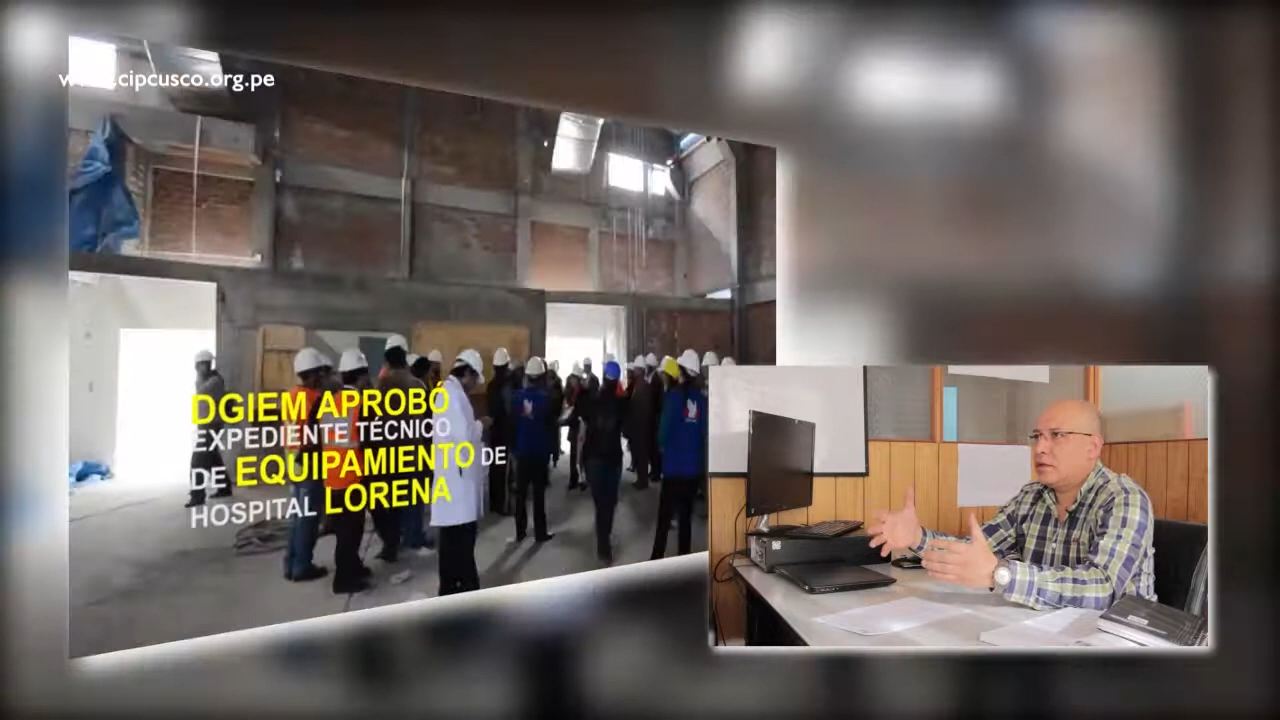 www.cipcusco.org.pe
DGIEM APROBÓ
EXPEDIENTE TÉCNICO
DE EQUIPAMIENTO DE
HOSPITAL LORENA